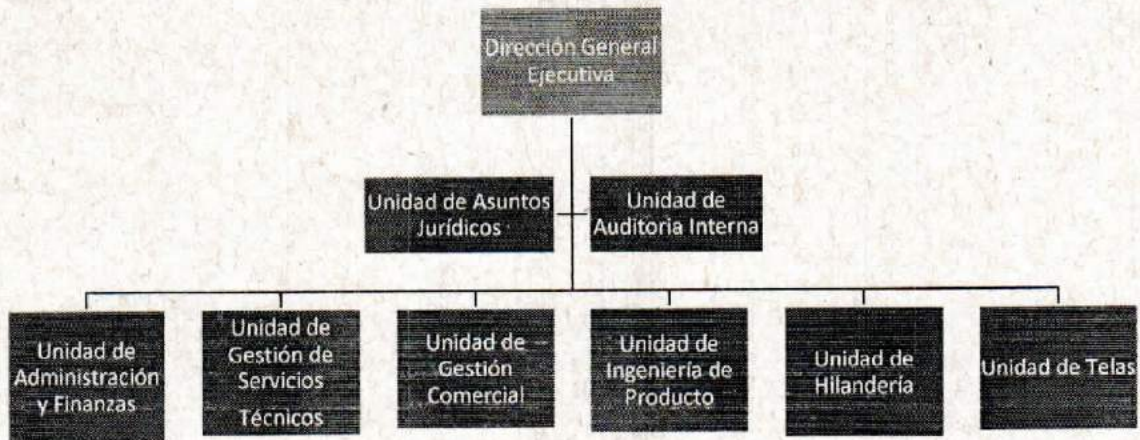 Dirección General
Ejecutiva
Unidad de Asuntos
Jurídicos
Unidad de
Auditoria Interna
Unidad de
Administración
y Finanzas
Unidad de
Gestión de
Servicios
Técnicos
Unidad de
Gestión
Comercial
Unidad de
Ingeniería de
Producto
Unidad de
Hilandería
Unidad de Telas